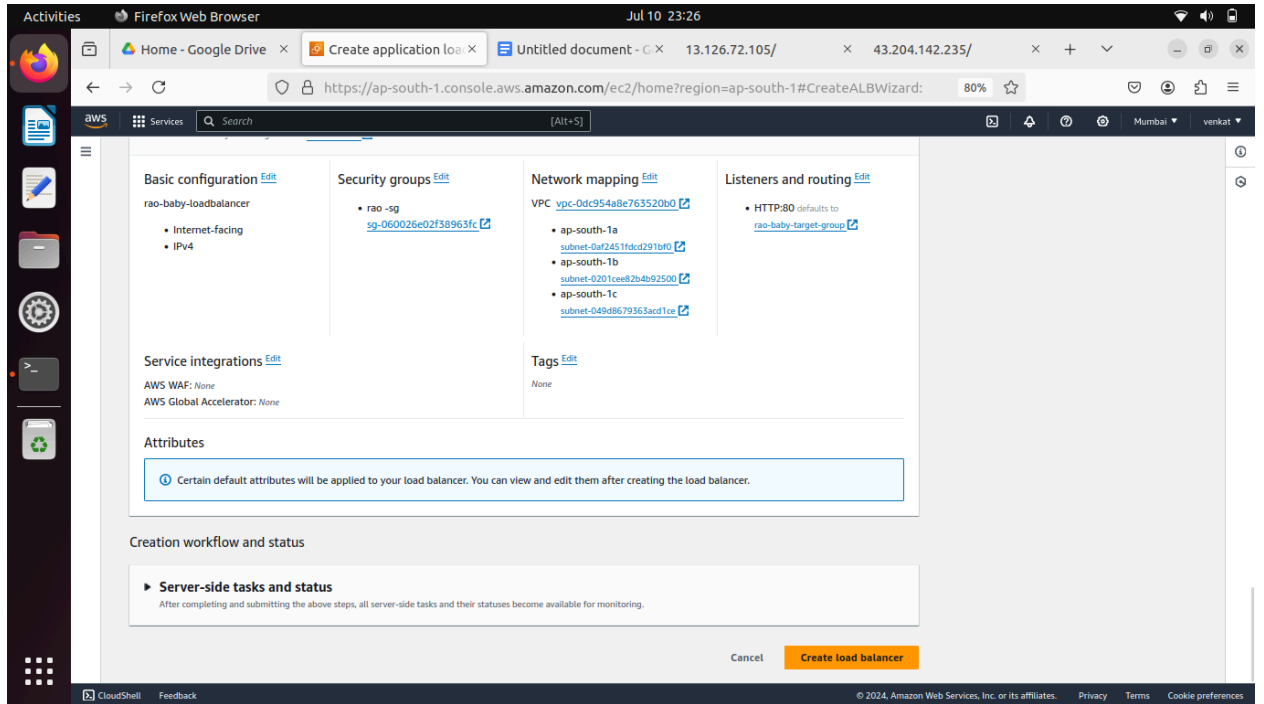 Activities Firefox Web Browser Jul 10 23:26
Home - Google Drive × Create application loa × Untitled document - G × 13.126.72.105/ × 43.204.142.235/ × +
https://ap-south-1.console.aws.amazon.com/ec2/home?region=ap-south-1#CreateALBWizard: 80%
aws Services Search [Alt+S] Mumbai ▼ venkat ▼
Basic configuration Edit
rao-baby-loadbalancer
• Internet-facing
• IPv4
Security groups Edit
• rao -sg
sg-060026e02f38963fc
Network mapping Edit
VPC vpc-0dc954a8e763520b0
• ap-south-1a
subnet-0af2451fdcd291bf0
• ap-south-1b
subnet-0201cee82b4b92500
• ap-south-1c
subnet-049d8679363acd1ce
Listeners and routing Edit
• HTTP:80 defaults to
rao-baby-target-group
Service integrations Edit
AWS WAF: None
AWS Global Accelerator: None
Tags Edit
None
Attributes
Certain default attributes will be applied to your load balancer. You can view and edit them after creating the load balancer.
Creation workflow and status
Server-side tasks and status
After completing and submitting the above steps, all server-side tasks and their statuses become available for monitoring.
Cancel Create load balancer
CloudShell Feedback © 2024, Amazon Web Services, Inc. or its affiliates. Privacy Terms Cookie preferences